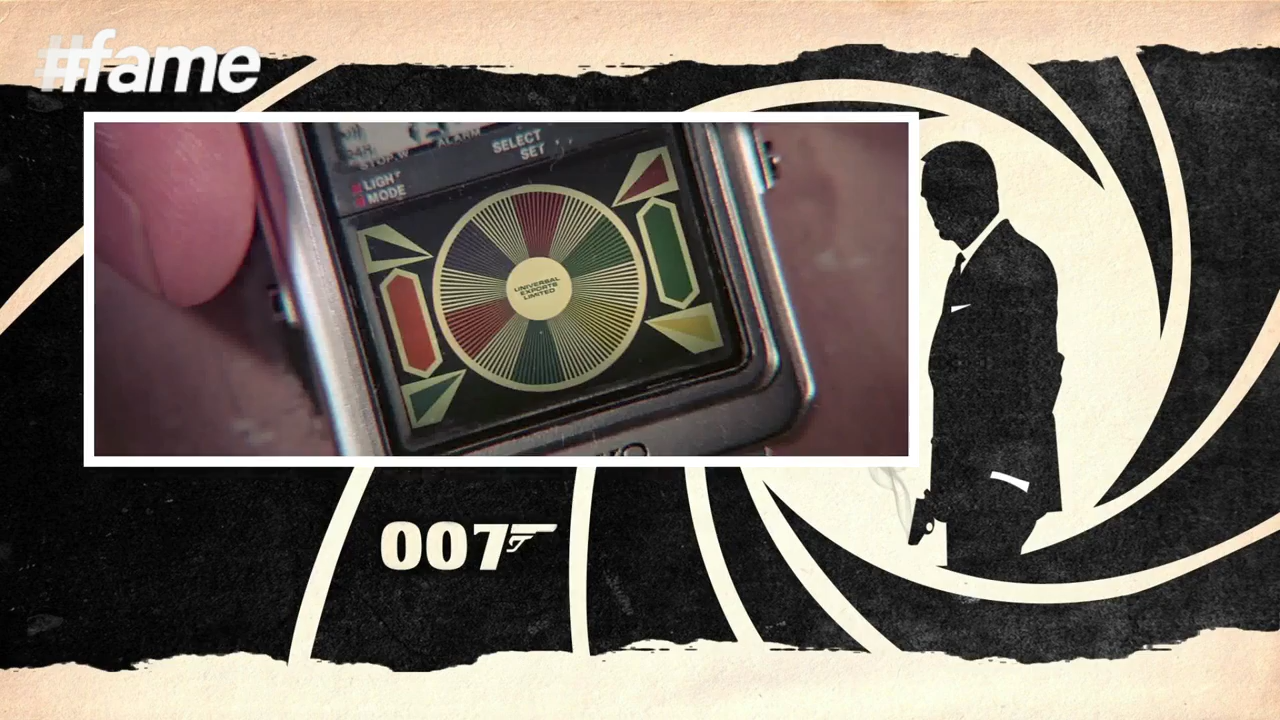 #fame
ALARM
SELECT
SET
STOP.W
LIGHT
MODE
UNIVERSAL
EXPORTS
LIMITED
007